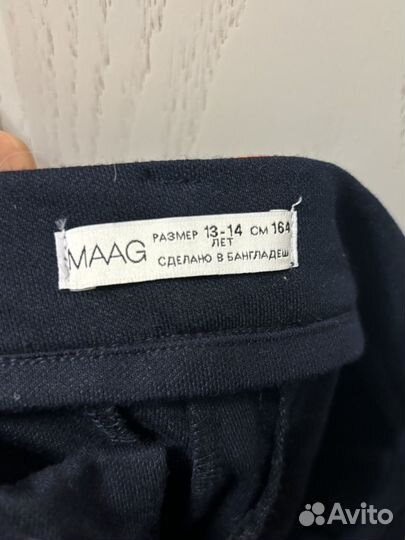 MAAG
РАЗМЕР 13-14 СМ 164
ЛЕТ
СДЕЛАНО В БАНГЛАДЕШ
Avito